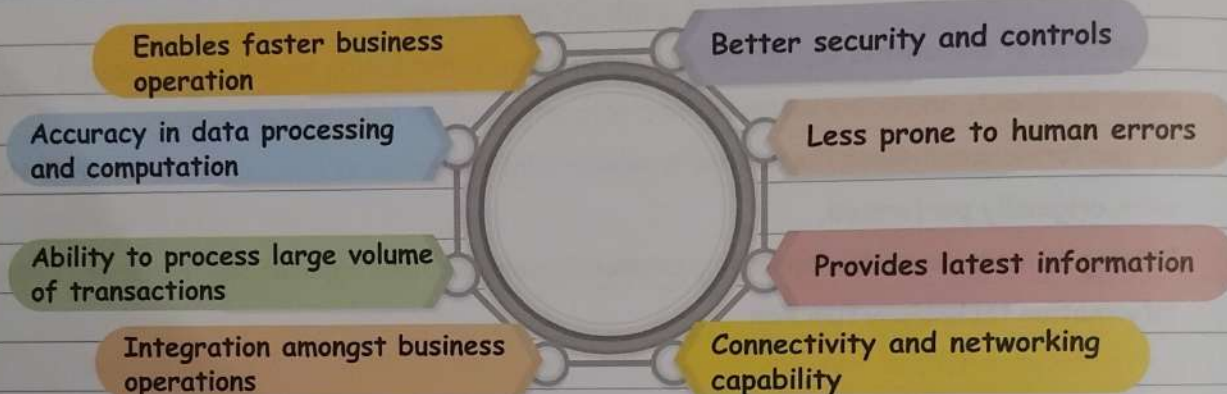 Enables faster business
operation
Accuracy in data processing
and computation
Ability to process large volume
of transactions
Integration amongst business
operations
Better security and controls
Less prone to human errors
Provides latest information
Connectivity and networking
capability